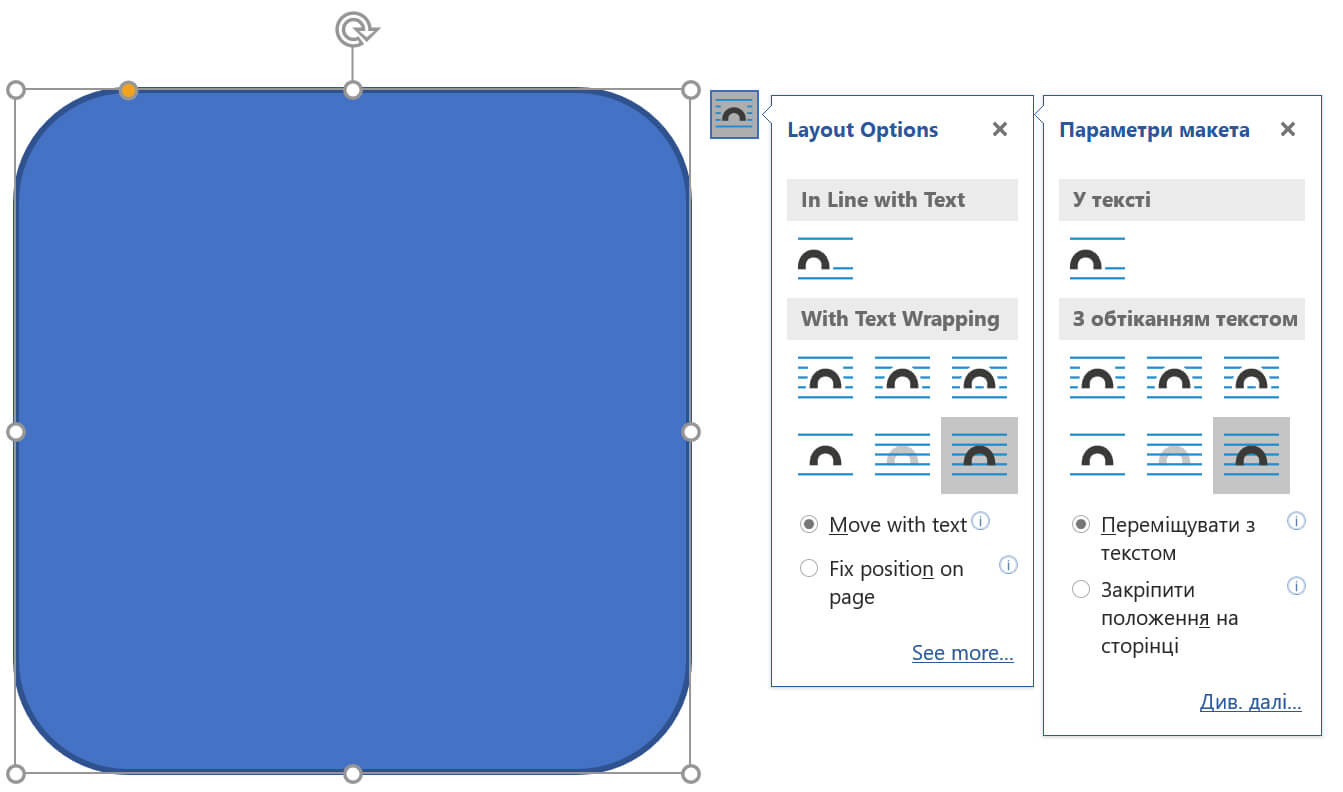 Layout Options
In Line with Text
With Text Wrapping
Move with text
Fix position on
page
See more...
Параметри макета
У тексті
З обтіканням текстом
Переміщувати з
текстом
Закріпити
положення на
сторінці
Див. далі...